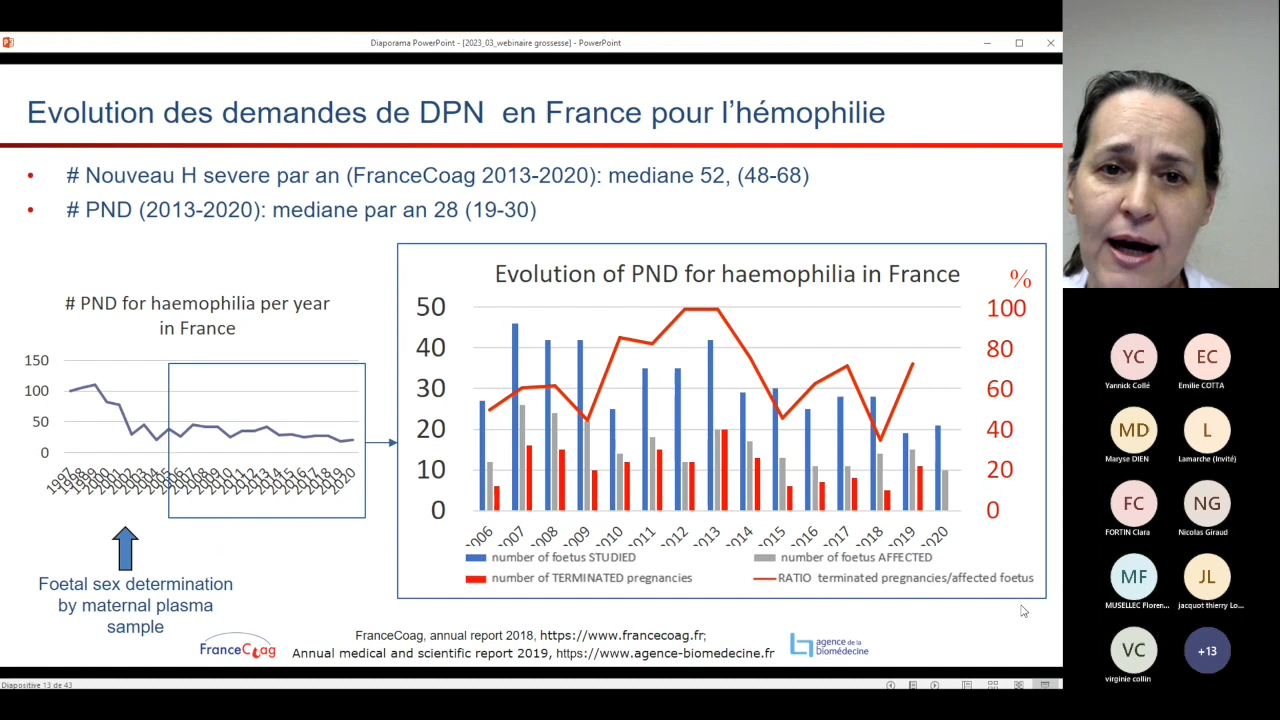 Diaporama PowerPoint - [2023_03_webinaire grossesse] - PowerPoint
Evolution des demandes de DPN en France pour l'hémophilie
• # Nouveau H severe par an (FranceCoag 2013-2020): mediane 52, (48-68)
• # PND (2013-2020): mediane par an 28 (19-30)
# PND for haemophilia per year
in France
150
100
50
0
1997
1998
1999
2000
2001
2002
2003
2004
2005
2006
2007
2008
2009
2010
2011
2012
2013
2014
2015
2016
2017
2018
2019
2020
Foetal sex determination
by maternal plasma
sample
Evolution of PND for haemophilia in France
%
50
40
30
20
10
0
100
80
60
40
20
0
2006
2007
2008
2009
2010
2011
2012
2013
2014
2015
2016
2017
2018
2019
2020
number of foetus STUDIED
number of foetus AFFECTED
number of TERMINATED pregnancies
RATIO terminated pregnancies/affected foetus
FranceCoag
FranceCoag, annual report 2018, https://www.francecoag.fr;
Annual medical and scientific report 2019, https://www.agence-biomedecine.fr
agence de la
biomédecine
Diapositive 13 de 43
YC
Yannick Collé
EC
Emilie COTTA
MD
Maryse DIEN
L
Lamarche (Invité)
FC
FORTIN Clara
NG
Nicolas Giraud
MF
MUSELLEC Floren...
JL
jacquot thierry Lo...
VC
virginie collin
+13